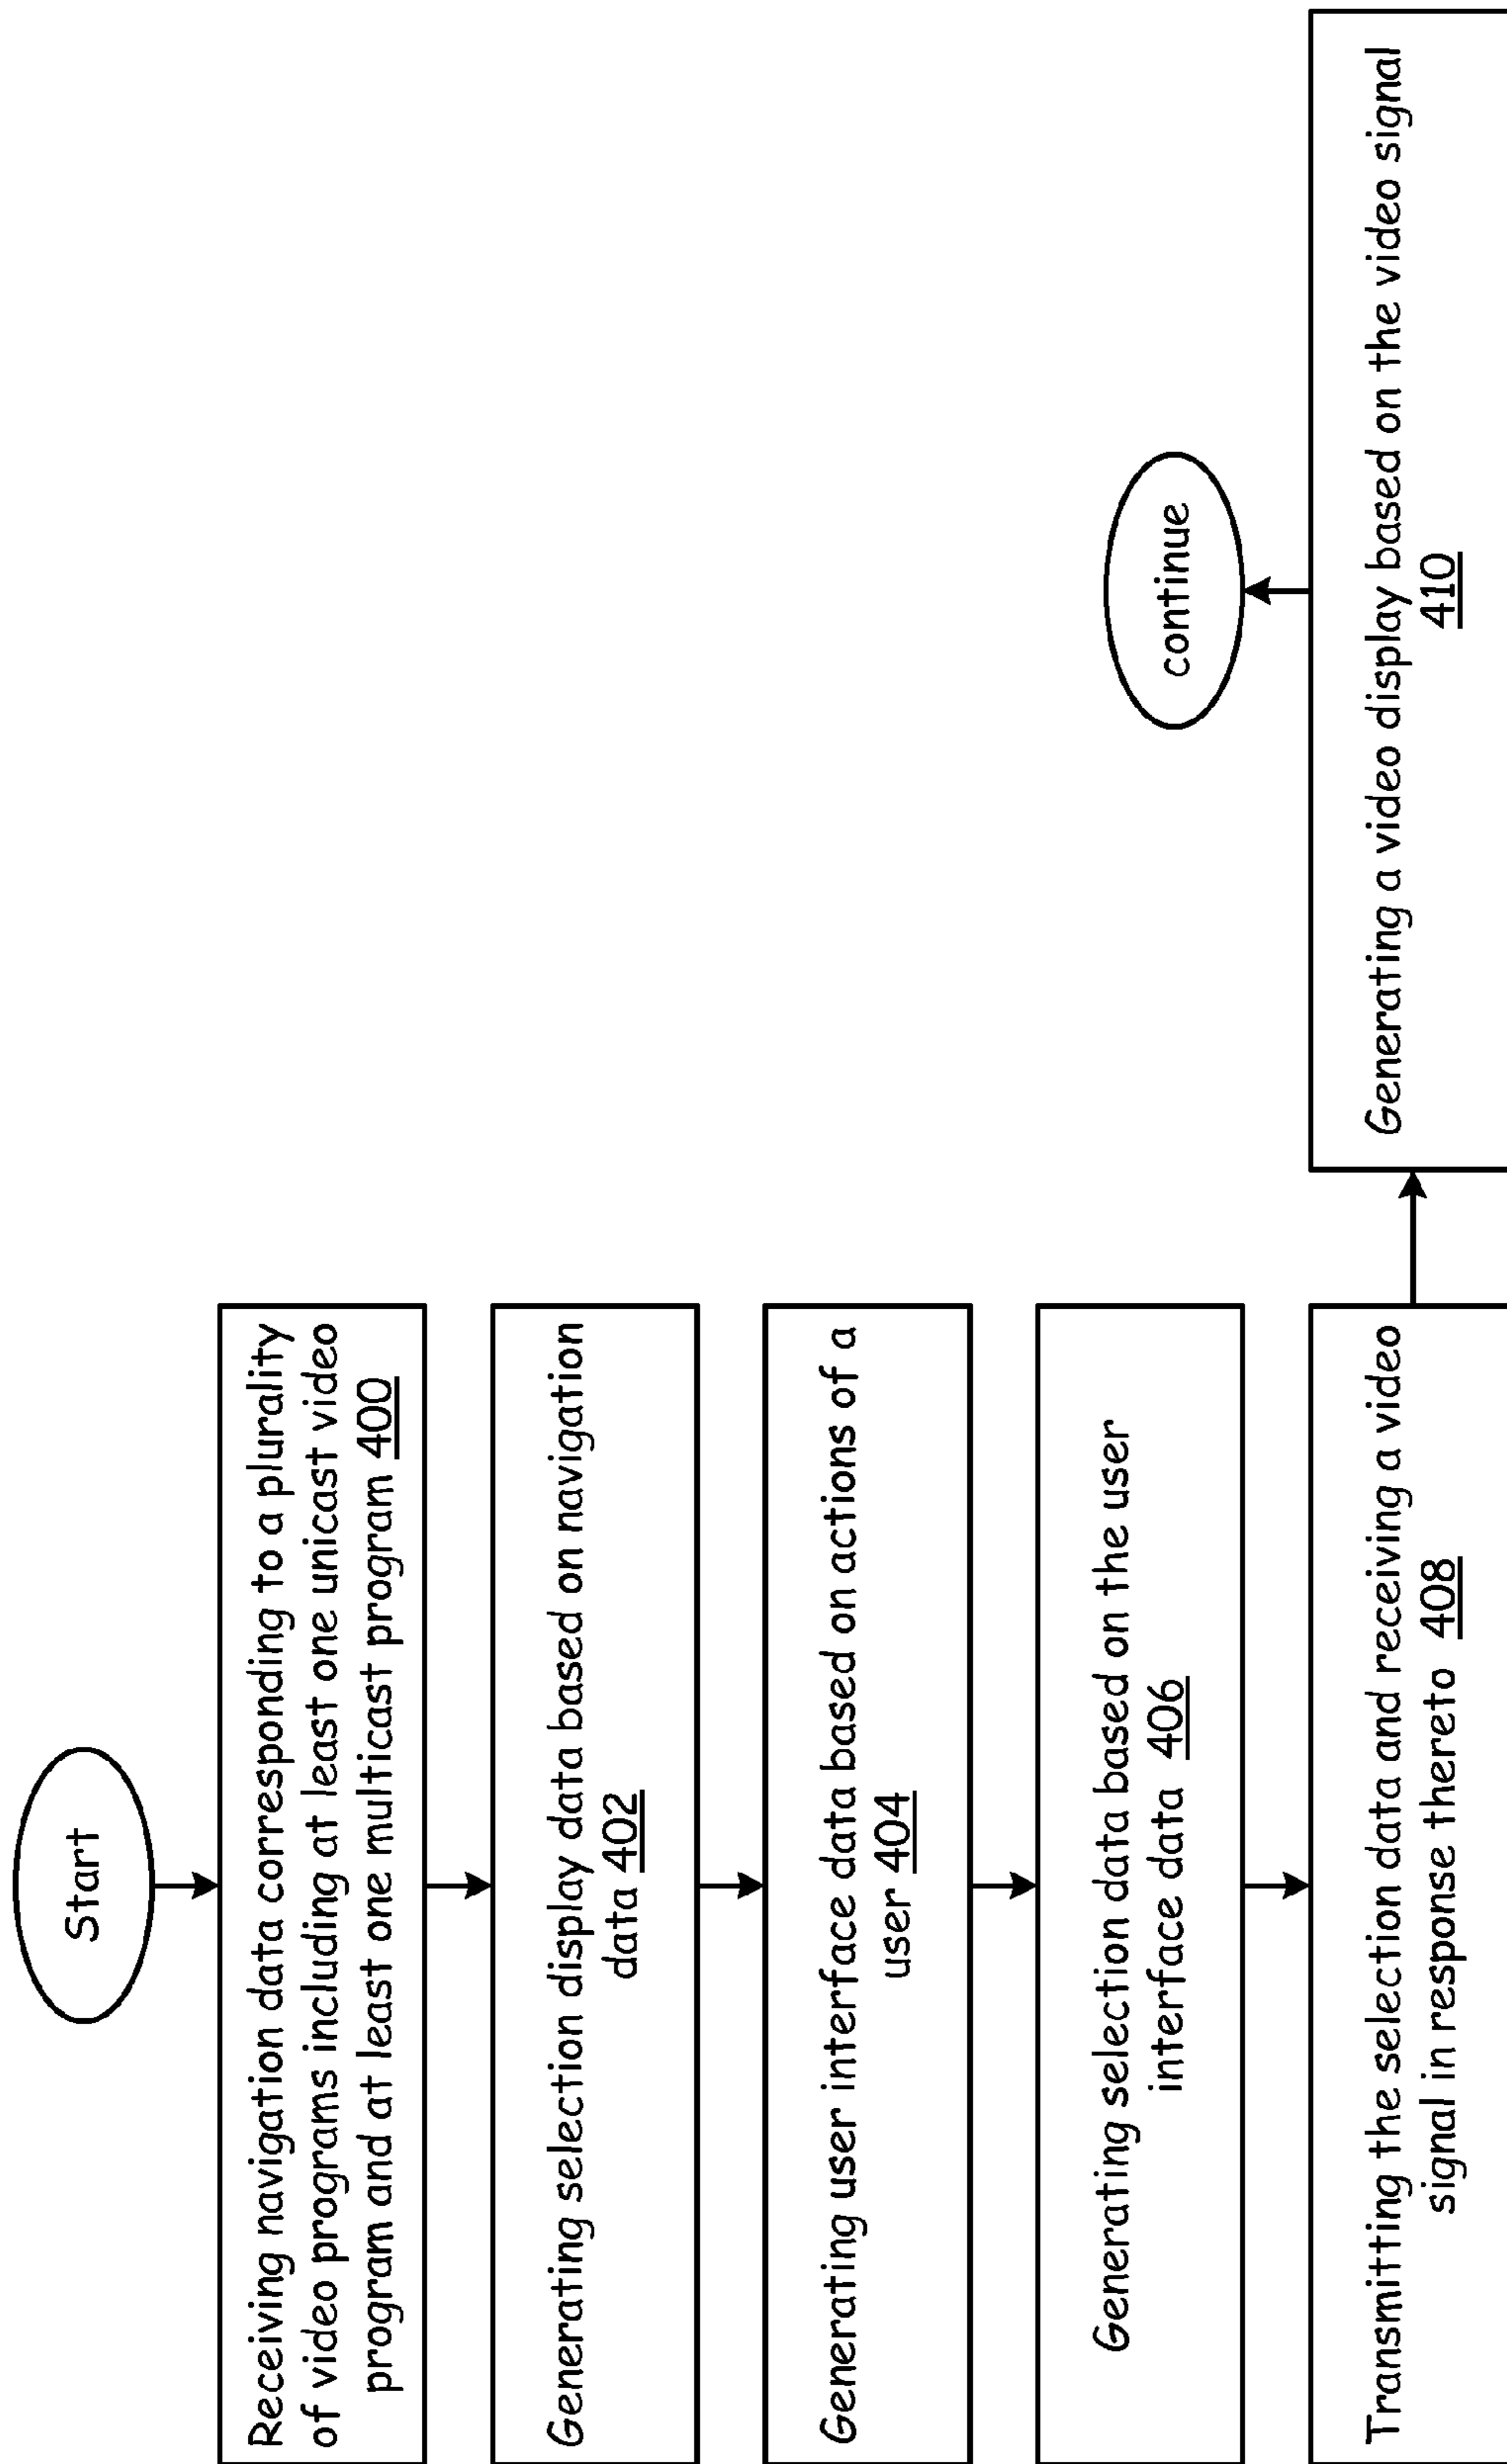 Start
Receiving navigation data corresponding to a plurality
of video programs including at least one unicast video
program and at least one multicast program 400
Generating selection display data based on navigation
data 402
Generating user interface data based on actions of a
user 404
Generating selection data based on the user
interface data 406
Transmitting the selection data and receiving a video
signal in response thereto 408
Generating a video display based on the video signal
410
continue